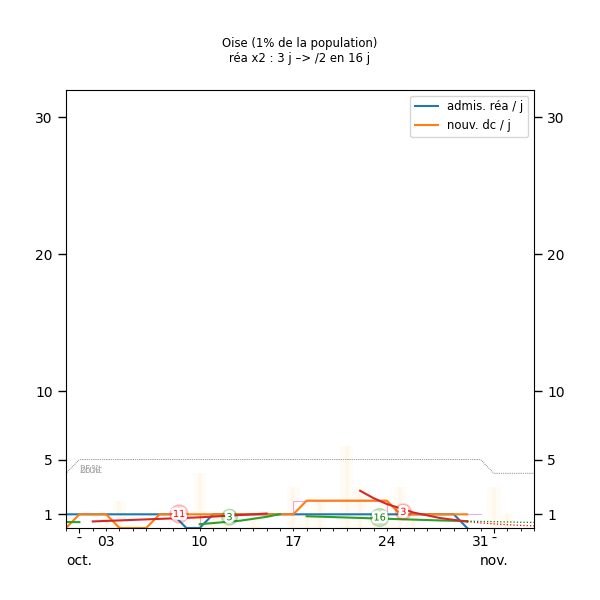 Oise (1% de la population)
réa x2 : 3 j –> /2 en 16 j
admis. réa / j
nouv. dc / j
30
30
20
20
10
10
5
5
1
1
11
3
16
3
- 03 10 17 24 31 -
oct. nov.